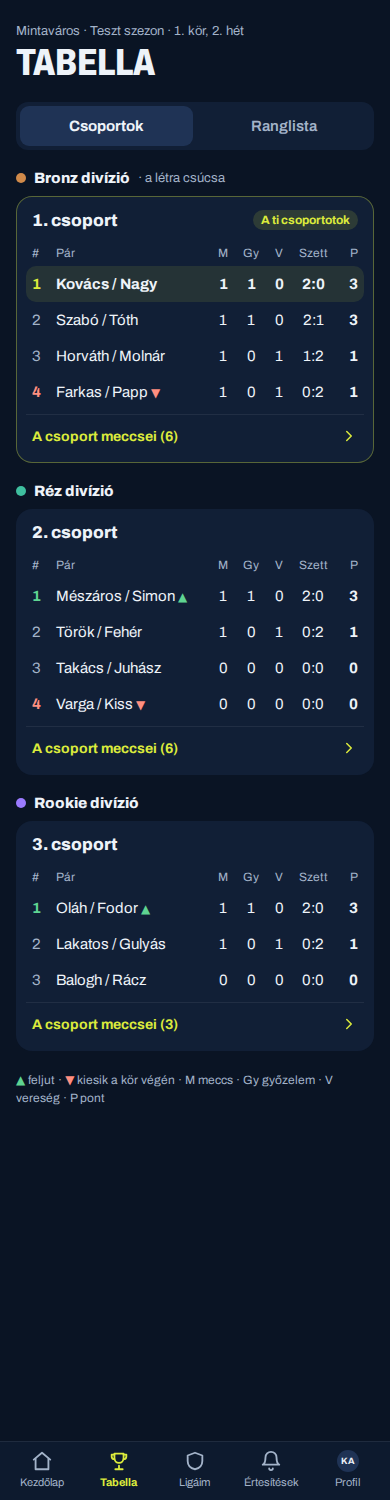 Mintaváros · Teszt szezon · 1. kör, 2. hét
TABELLA
Csoportok Ranglista
Bronz divízió · a létra csúcsa
1. csoport A ti csoportotok
# Pár M Gy V Szett P
1 Kovács / Nagy 1 1 0 2:0 3
2 Szabó / Tóth 1 1 0 2:1 3
3 Horváth / Molnár 1 0 1 1:2 1
4 Farkas / Papp ▼ 1 0 1 0:2 1
A csoport meccsei (6)
Réz divízió
2. csoport
# Pár M Gy V Szett P
1 Mészáros / Simon ▲ 1 1 0 2:0 3
2 Török / Fehér 1 0 1 0:2 1
3 Takács / Juhász 0 0 0 0:0 0
4 Varga / Kiss ▼ 0 0 0 0:0 0
A csoport meccsei (6)
Rookie divízió
3. csoport
# Pár M Gy V Szett P
1 Oláh / Fodor ▲ 1 1 0 2:0 3
2 Lakatos / Gulyás 1 0 1 0:2 1
3 Balogh / Rácz 0 0 0 0:0 0
A csoport meccsei (3)
▲ feljut · ▼ kiesik a kör végén · M meccs · Gy győzelem · V
vereség · P pont
KA
Kezdőlap Tabella Ligáim Értesítések Profil